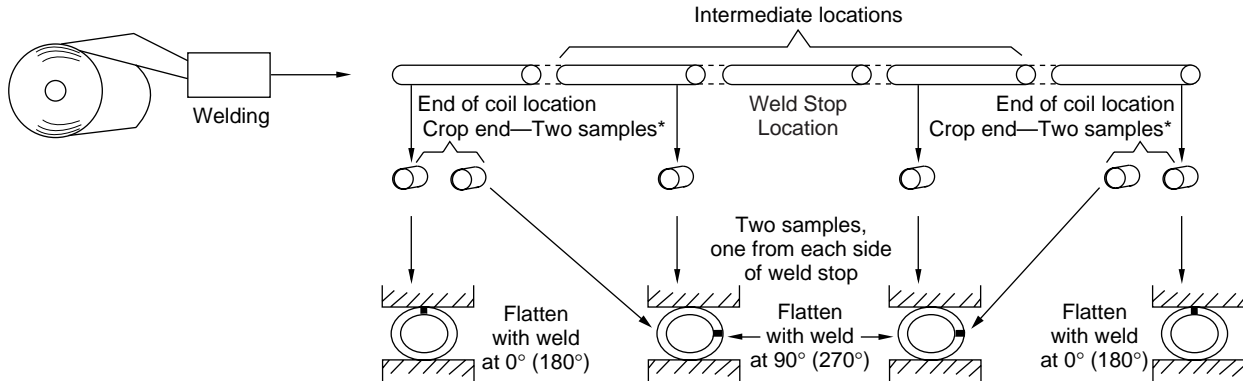 Intermediate locations
Welding
End of coil location
Crop end—Two samples*
Weld Stop
Location
End of coil location
Crop end—Two samples*
Two samples,
one from each side
of weld stop
Flatten
with weld
at 0° (180°)
Flatten
with weld
at 90° (270°)
Flatten
with weld
at 0° (180°)